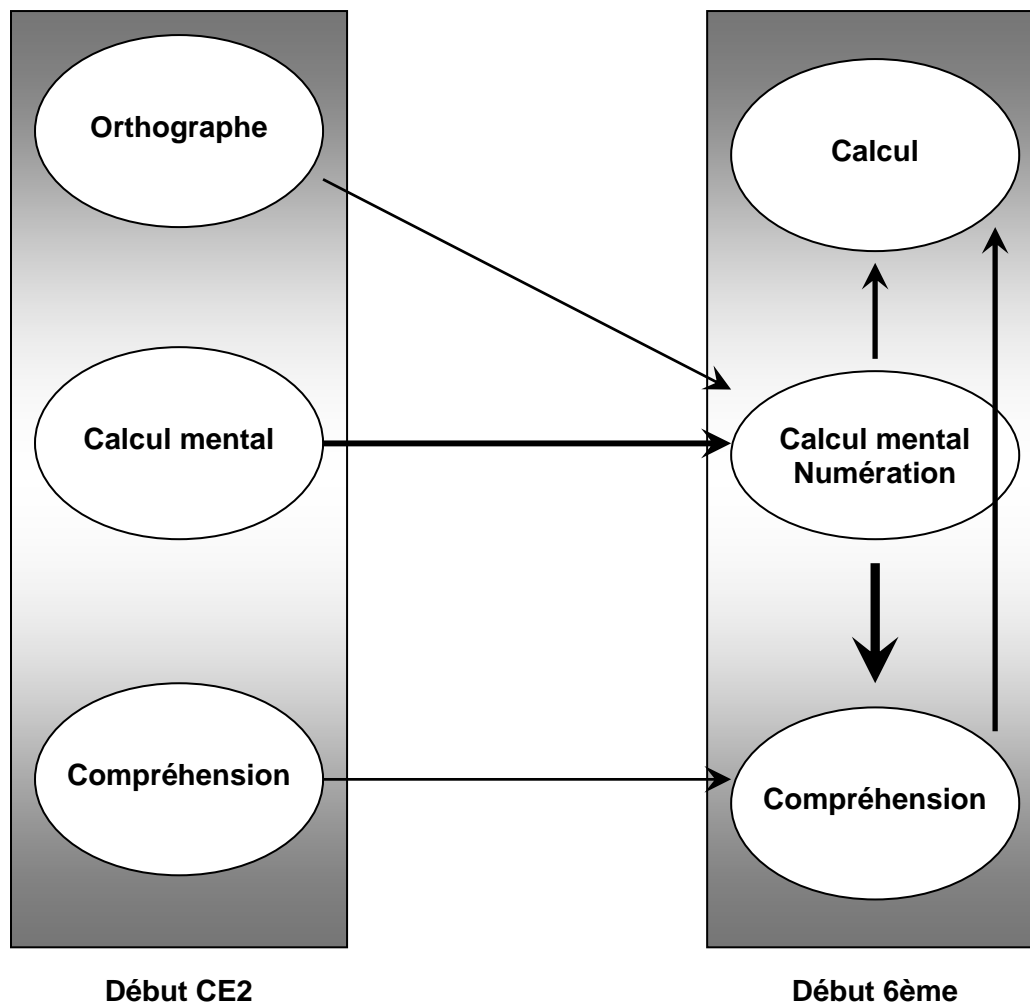 Orthographe
Calcul mental
Compréhension
Début CE2
Calcul
Calcul mental
Numération
Compréhension
Début 6ème